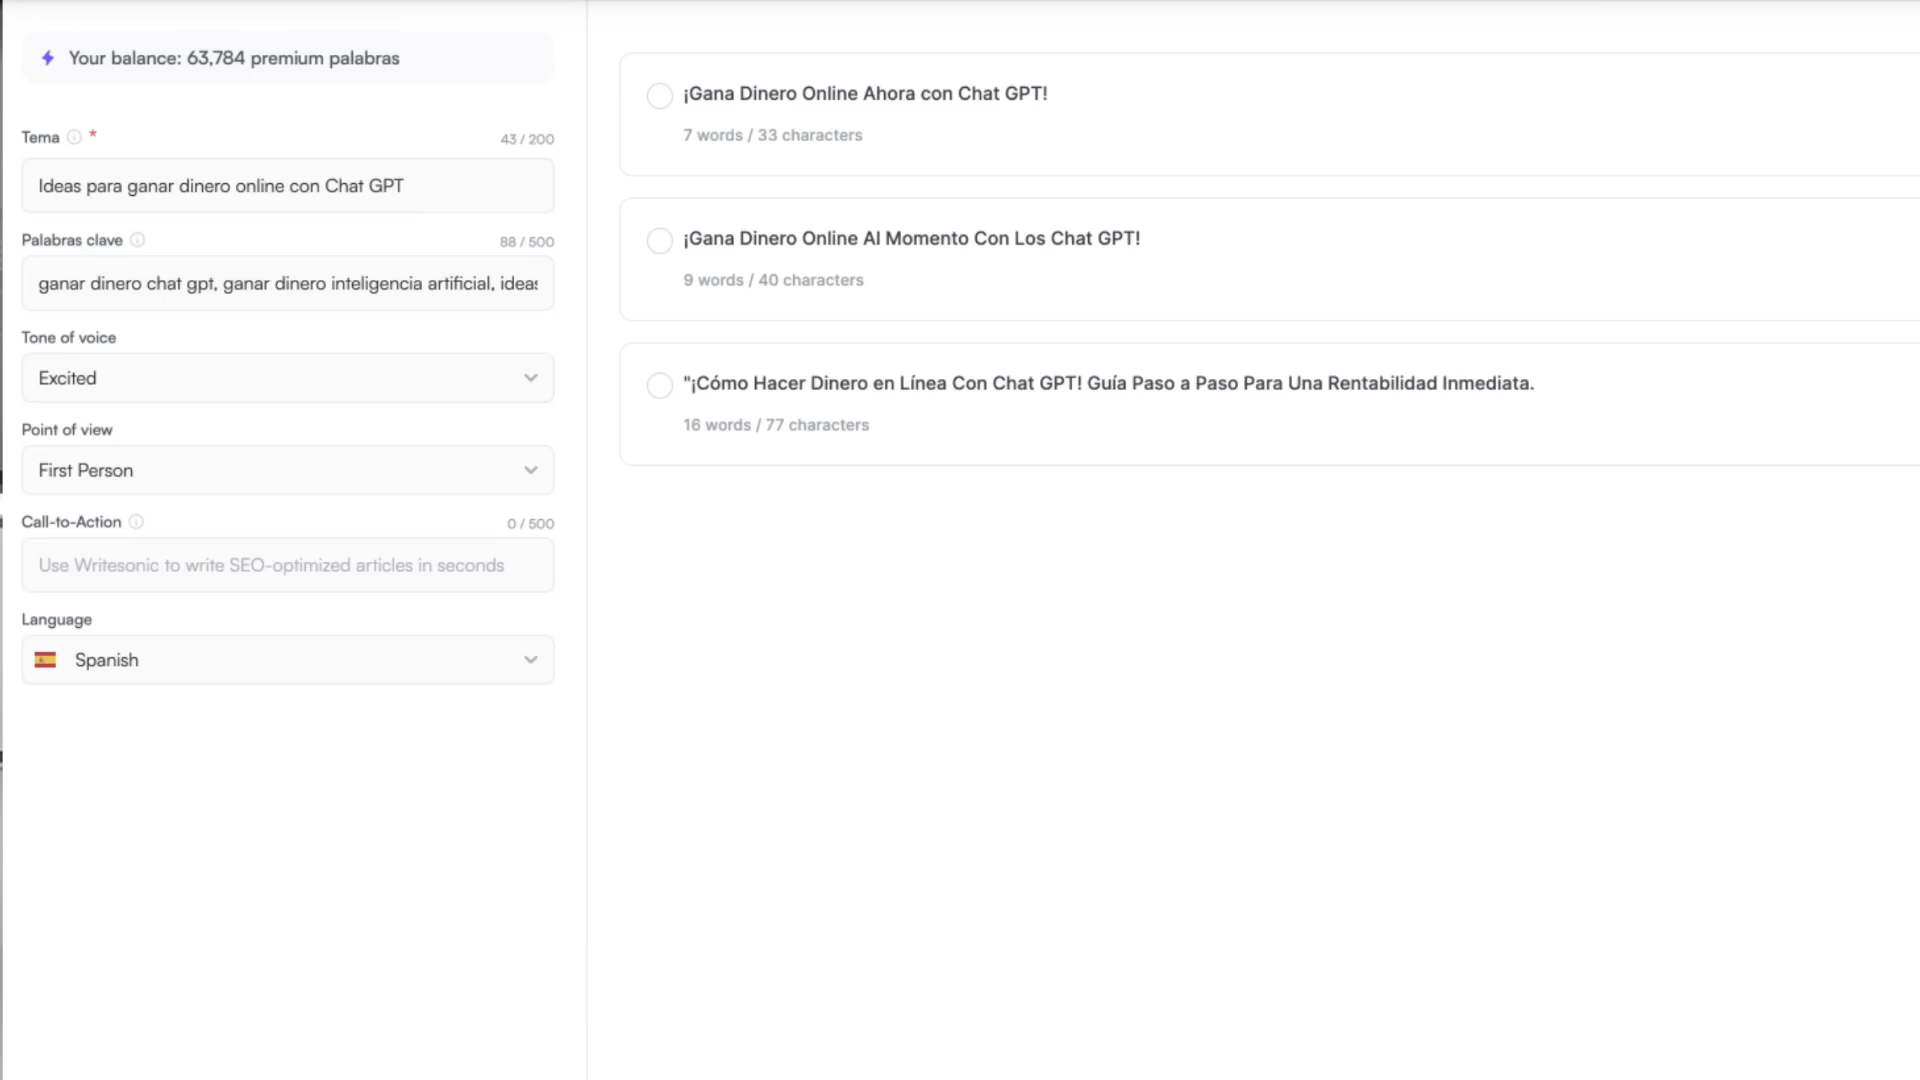 Your balance: 63,784 premium palabras
Tema *
43 / 200
Ideas para ganar dinero online con Chat GPT
Palabras clave
88 / 500
ganar dinero chat gpt, ganar dinero inteligencia artificial, ideas
Tone of voice
Excited
Point of view
First Person
Call-to-Action
0 / 500
Use Writesonic to write SEO-optimized articles in seconds
Language
Spanish
¡Gana Dinero Online Ahora con Chat GPT!
7 words / 33 characters
¡Gana Dinero Online Al Momento Con Los Chat GPT!
9 words / 40 characters
"¡Cómo Hacer Dinero en Línea Con Chat GPT! Guía Paso a Paso Para Una Rentabilidad Inmediata.
16 words / 77 characters